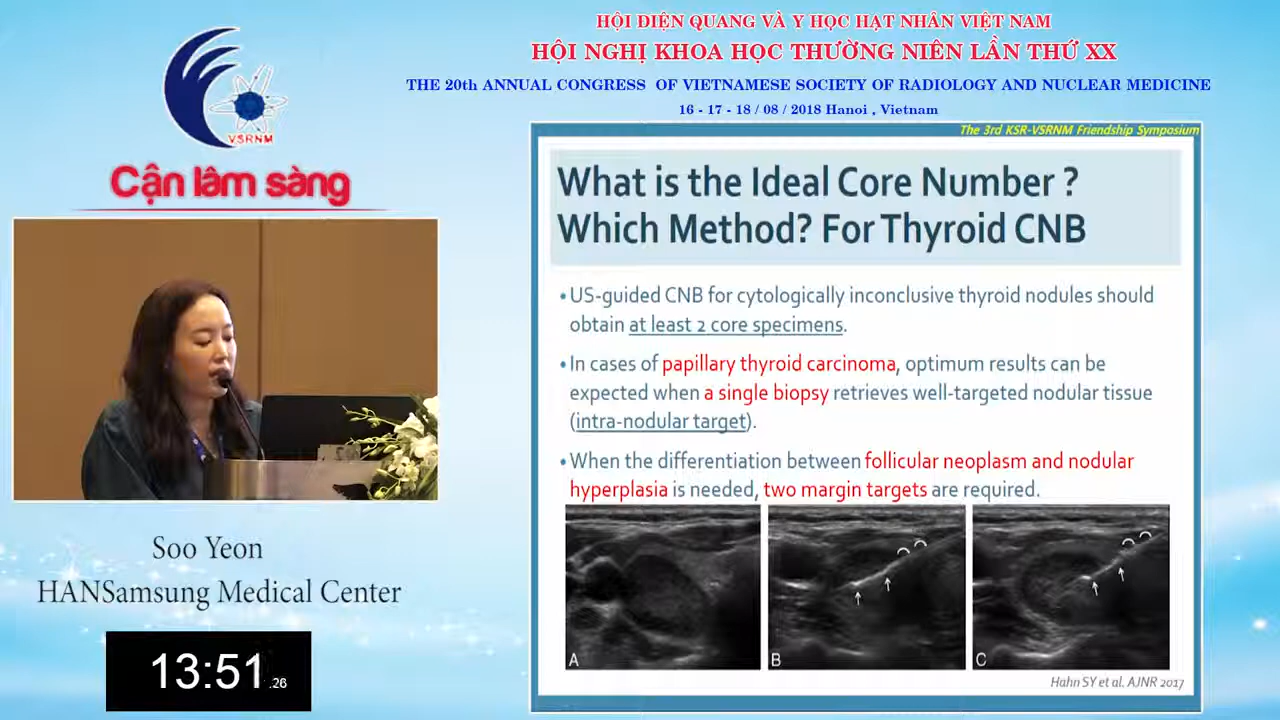 HỘI ĐIỆN QUANG VÀ Y HỌC HẠT NHÂN VIỆT NAM
HỘI NGHỊ KHOA HỌC THƯỜNG NIÊN LẦN THỨ XX
THE 20th ANNUAL CONGRESS OF VIETNAMESE SOCIETY OF RADIOLOGY AND NUCLEAR MEDICINE
16 - 17 - 18 / 08 / 2018 Hanoi , Vietnam
VSRNM
Cận lâm sàng
The 3rd KSR-VSRNM Friendship Symposium
What is the Ideal Core Number ?
Which Method? For Thyroid CNB
• US-guided CNB for cytologically inconclusive thyroid nodules should
obtain at least 2 core specimens.
• In cases of papillary thyroid carcinoma, optimum results can be
expected when a single biopsy retrieves well-targeted nodular tissue
(intra-nodular target).
• When the differentiation between follicular neoplasm and nodular
hyperplasia is needed, two margin targets are required.
A
B
C
Hahn SY et al. AJNR 2017
Soo Yeon
HANSamsung Medical Center
13:51.26